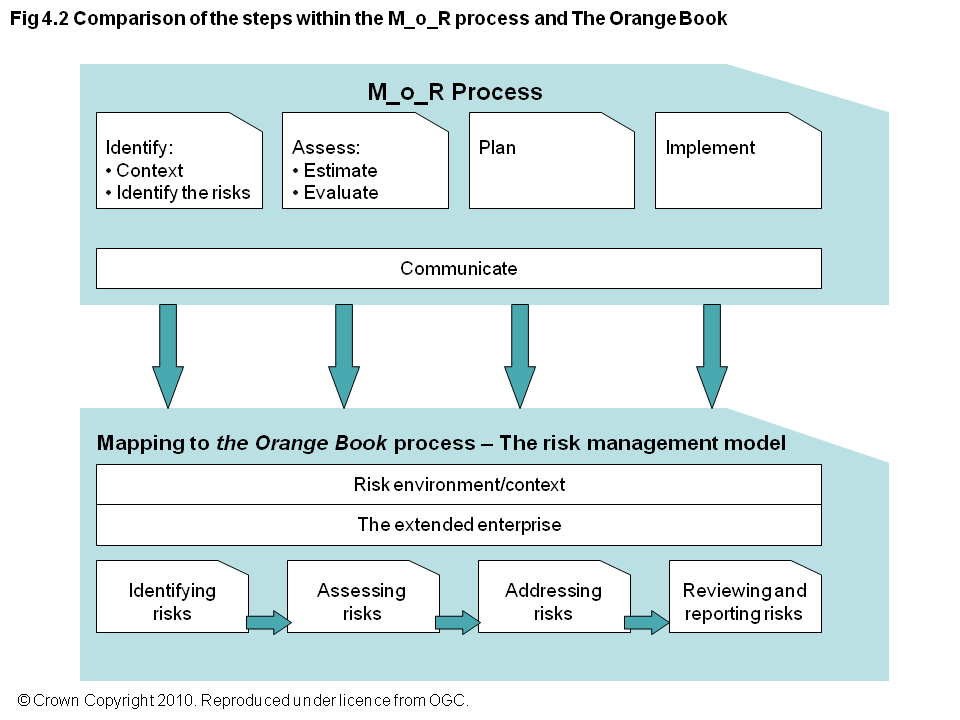 Fig 4.2 Comparison of the steps within the M_o_R process and The Orange Book
M_o_R Process
Identify:
• Context
• Identify the risks
Assess:
• Estimate
• Evaluate
Plan
Implement
Communicate
Mapping to the Orange Book process – The risk management model
Risk environment/context
The extended enterprise
Identifying
risks
Assessing
risks
Addressing
risks
Reviewing and
reporting risks
© Crown Copyright 2010. Reproduced under licence from OGC.